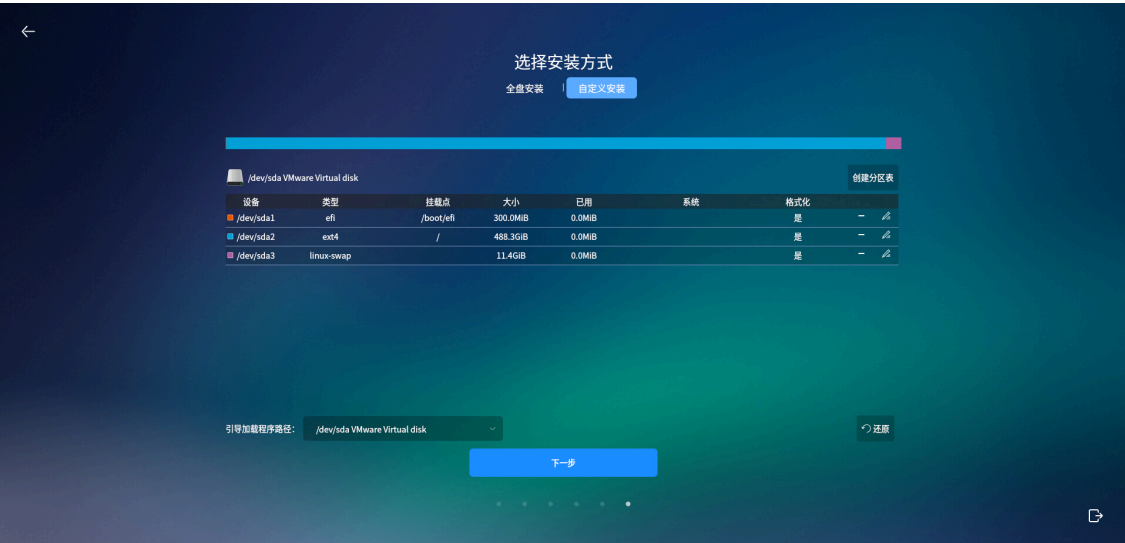 选择安装方式
全盘安装 | 自定义安装
/dev/sda VMware Virtual disk 创建分区表
设备 类型 挂载点 大小 已用 系统 格式化
/dev/sda1 efi /boot/efi 300.0MiB 0.0MiB 是
/dev/sda2 ext4 / 488.3GiB 0.0MiB 是
/dev/sda3 linux-swap 11.4GiB 0.0MiB 是
引导加载程序路径: /dev/sda VMware Virtual disk 还原
下一步